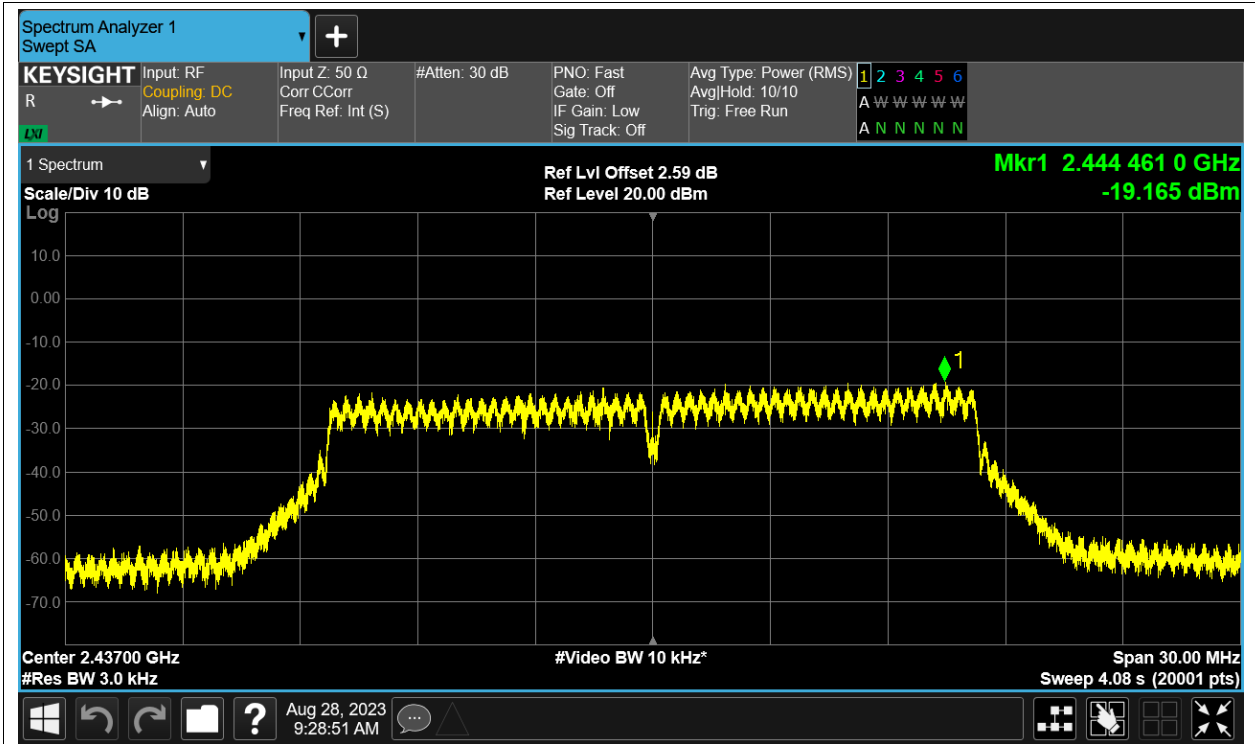 Spectrum Analyzer 1
Swept SA
KEYSIGHT
R
LXI
Input: RF
Coupling: DC
Align: Auto
Input Z: 50 Ω
Corr CCorr
Freq Ref: Int (S)
#Atten: 30 dB
PNO: Fast
Gate: Off
IF Gain: Low
Sig Track: Off
Avg Type: Power (RMS)
Avg|Hold: 10/10
Trig: Free Run
1 2 3 4 5 6
A W W W W W
A N N N N N
1 Spectrum
Scale/Div 10 dB
Log
Ref Lvl Offset 2.59 dB
Ref Level 20.00 dBm
Mkr1 2.444 461 0 GHz
-19.165 dBm
10.0
0.00
-10.0
1
-20.0
-30.0
-40.0
-50.0
-60.0
-70.0
Center 2.43700 GHz
#Res BW 3.0 kHz
#Video BW 10 kHz*
Span 30.00 MHz
Sweep 4.08 s (20001 pts)
?
Aug 28, 2023
9:28:51 AM